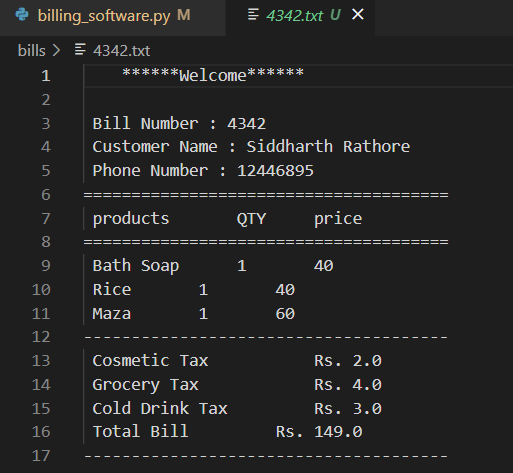 billing_software.py M 4342.txt U
bills > 4342.txt
1 ******Welcome******
2
3 Bill Number : 4342
4 Customer Name : Siddharth Rathore
5 Phone Number : 12446895
6 ======================================
7 products QTY price
8 ======================================
9 Bath Soap 1 40
10 Rice 1 40
11 Maza 1 60
12 --------------------------------------
13 Cosmetic Tax Rs. 2.0
14 Grocery Tax Rs. 4.0
15 Cold Drink Tax Rs. 3.0
16 Total Bill Rs. 149.0
17 --------------------------------------